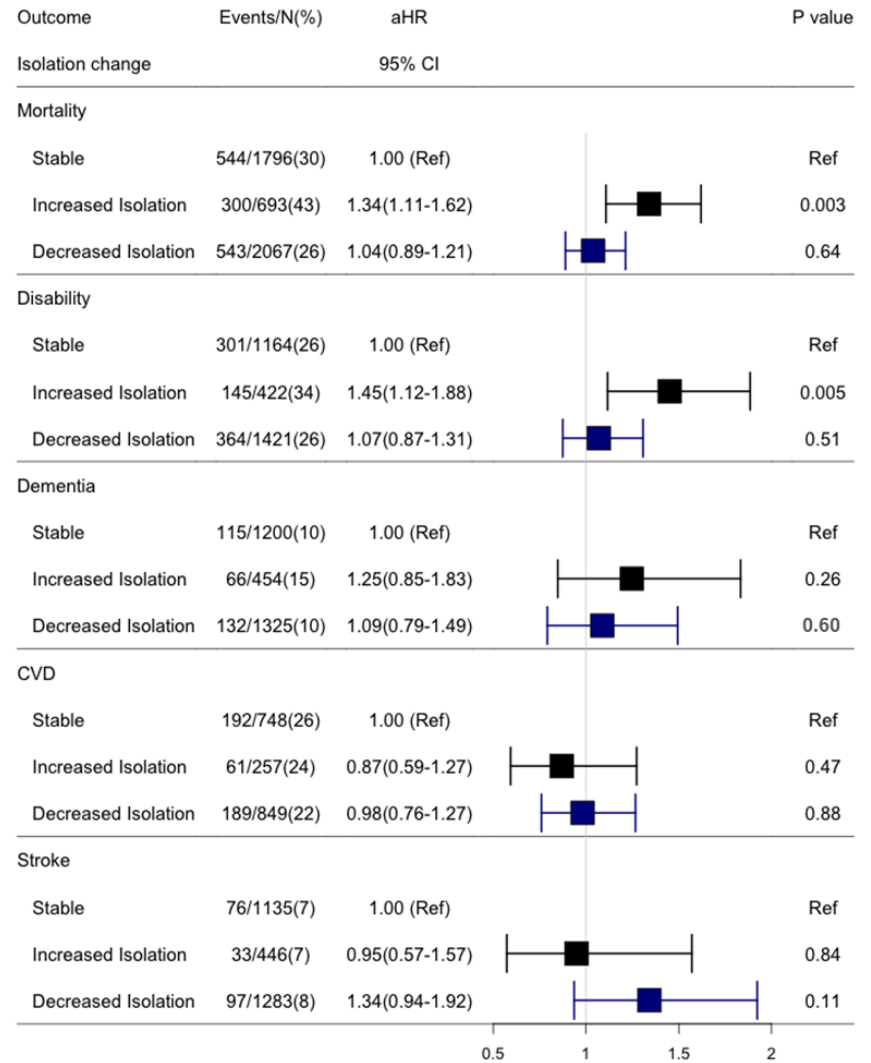 Outcome Events/N(%) aHR P value
Isolation change 95% CI
Mortality
Stable 544/1796(30) 1.00 (Ref) Ref
Increased Isolation 300/693(43) 1.34(1.11-1.62) 0.003
Decreased Isolation 543/2067(26) 1.04(0.89-1.21) 0.64
Disability
Stable 301/1164(26) 1.00 (Ref) Ref
Increased Isolation 145/422(34) 1.45(1.12-1.88) 0.005
Decreased Isolation 364/1421(26) 1.07(0.87-1.31) 0.51
Dementia
Stable 115/1200(10) 1.00 (Ref) Ref
Increased Isolation 66/454(15) 1.25(0.85-1.83) 0.26
Decreased Isolation 132/1325(10) 1.09(0.79-1.49) 0.60
CVD
Stable 192/748(26) 1.00 (Ref) Ref
Increased Isolation 61/257(24) 0.87(0.59-1.27) 0.47
Decreased Isolation 189/849(22) 0.98(0.76-1.27) 0.88
Stroke
Stable 76/1135(7) 1.00 (Ref) Ref
Increased Isolation 33/446(7) 0.95(0.57-1.57) 0.84
Decreased Isolation 97/1283(8) 1.34(0.94-1.92) 0.11
0.5 1 1.5 2